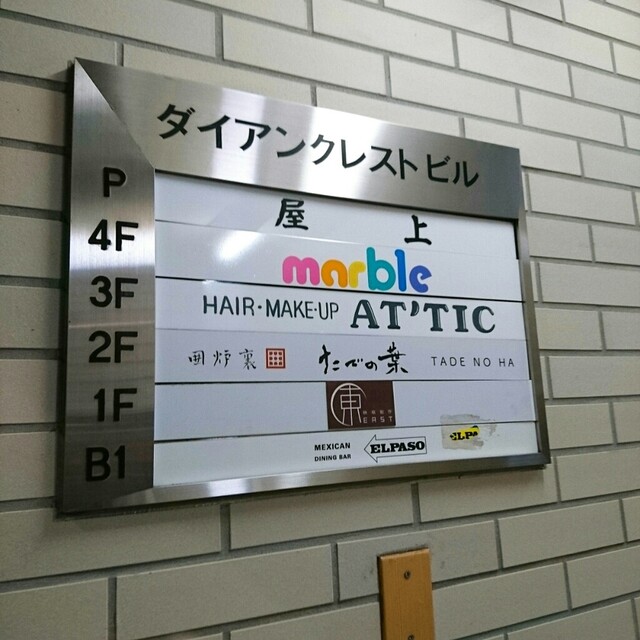 ダイアンクレストビル
P 屋上
4F marble
3F HAIR・MAKE・UP AT'TIC
2F 囲炉裏 たでの葉 TADE NO HA
1F 東 EAST
B1 MEXICAN DINING BAR ELPASO